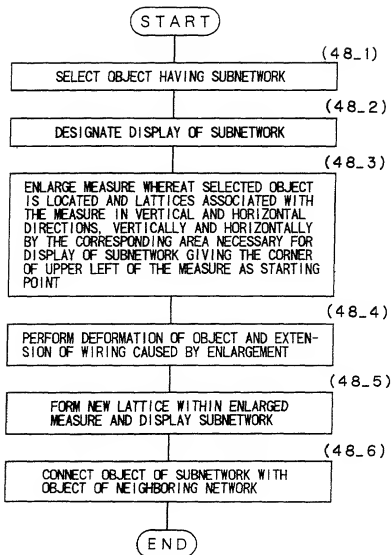 START
(48_1)
SELECT OBJECT HAVING SUBNETWORK
(48_2)
DESIGNATE DISPLAY OF SUBNETWORK
(48_3)
ENLARGE MEASURE WHEREAT SELECTED OBJECT
IS LOCATED AND LATTICES ASSOCIATED WITH
THE MEASURE IN VERTICAL AND HORIZONTAL
DIRECTIONS, VERTICALLY AND HORIZONTALLY
BY THE CORRESPONDING AREA NECESSARY FOR
DISPLAY OF SUBNETWORK GIVING THE CORNER
OF UPPER LEFT OF THE MEASURE AS STARTING
POINT
(48_4)
PERFORM DEFORMATION OF OBJECT AND EXTEN-
SION OF WIRING CAUSED BY ENLARGEMENT
(48_5)
FORM NEW LATTICE WITHIN ENLARGED
MEASURE AND DISPLAY SUBNETWORK
(48_6)
CONNECT OBJECT OF SUBNETWORK WITH
OBJECT OF NEIGHBORING NETWORK
END